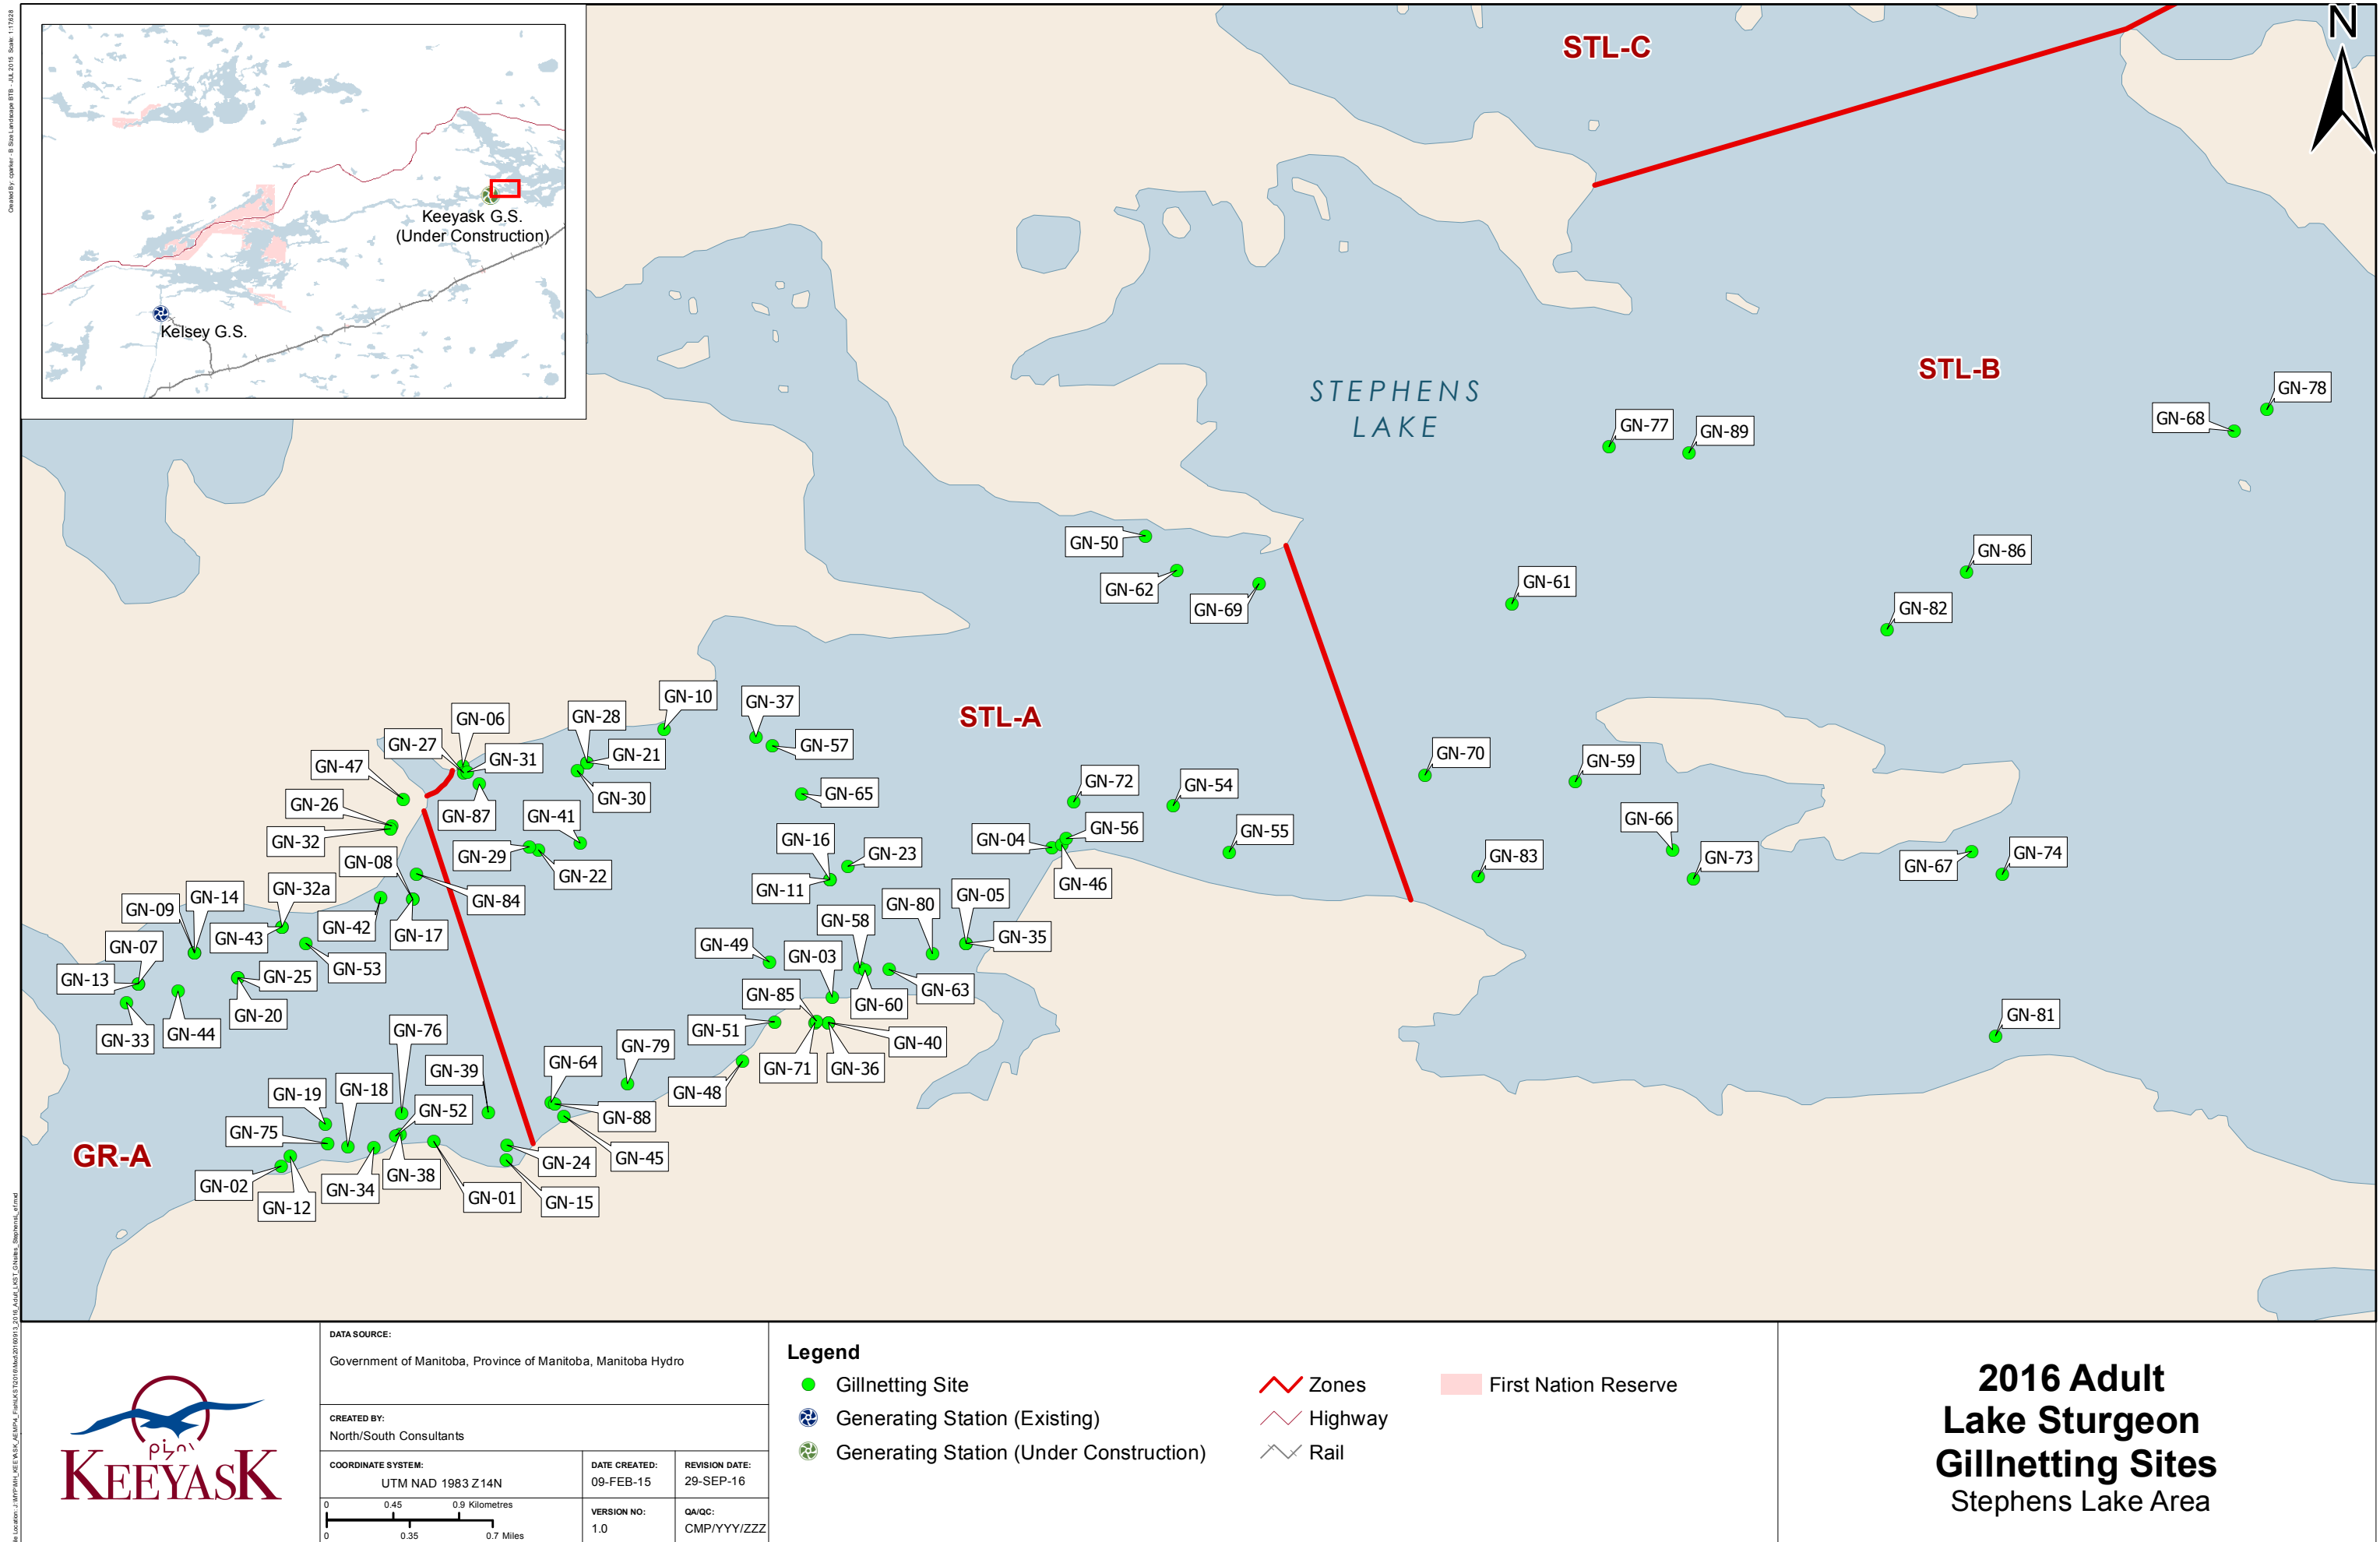 Created By: cparker - B Size Landscape BTB - JUL 2015 Scale: 1:17,628
N
STL-C
Keeyask G.S.
(Under Construction)
Kelsey G.S.
STEPHENS
LAKE
STL-B
GN-78
GN-68
GN-77
GN-89
GN-50
GN-62
GN-69
GN-61
GN-86
GN-82
GN-10
GN-37
STL-A
GN-06
GN-28
GN-27
GN-31
GN-21
GN-57
GN-47
GN-30
GN-65
GN-72
GN-54
GN-70
GN-59
GN-26
GN-87
GN-41
GN-32
GN-16
GN-04
GN-56
GN-55
GN-66
GN-08
GN-29
GN-22
GN-23
GN-83
GN-73
GN-67
GN-74
GN-14
GN-32a
GN-84
GN-11
GN-46
GN-09
GN-42
GN-58
GN-80
GN-05
GN-07
GN-43
GN-17
GN-49
GN-03
GN-35
GN-13
GN-53
GN-25
GN-85
GN-60
GN-63
GN-33
GN-44
GN-20
GN-76
GN-51
GN-40
GN-81
GN-39
GN-64
GN-79
GN-71
GN-36
GN-19
GN-18
GN-52
GN-48
GN-75
GN-88
GR-A
GN-02
GN-34
GN-38
GN-24
GN-45
GN-12
GN-01
GN-15
DATA SOURCE:
Government of Manitoba, Province of Manitoba, Manitoba Hydro
CREATED BY:
North/South Consultants
COORDINATE SYSTEM:
UTM NAD 1983 Z14N
DATE CREATED:
09-FEB-15
REVISION DATE:
29-SEP-16
0 0.45 0.9 Kilometres
0 0.35 0.7 Miles
VERSION NO:
1.0
QA/QC:
CMP/YYY/ZZZ
KEEYASK
Legend
Gillnetting Site
Generating Station (Existing)
Generating Station (Under Construction)
Zones
Highway
Rail
First Nation Reserve
2016 Adult
Lake Sturgeon
Gillnetting Sites
Stephens Lake Area